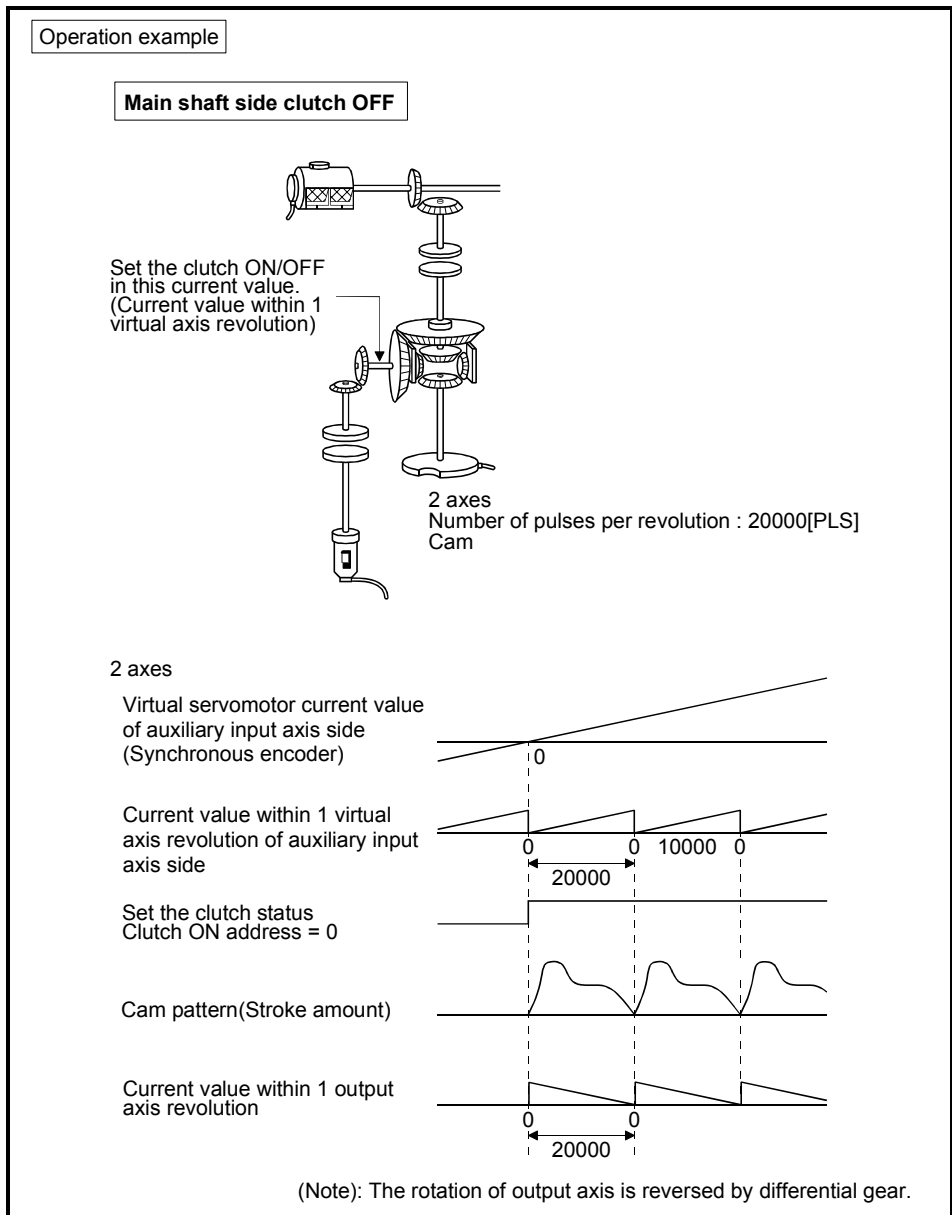 Operation example
Main shaft side clutch OFF
Set the clutch ON/OFF
in this current value.
(Current value within 1
virtual axis revolution)
2 axes
Number of pulses per revolution : 20000[PLS]
Cam
2 axes
Virtual servomotor current value
of auxiliary input axis side
(Synchronous encoder)
0
Current value within 1 virtual
axis revolution of auxiliary input
axis side
0 0 10000 0
20000
Set the clutch status
Clutch ON address = 0
Cam pattern(Stroke amount)
Current value within 1 output
axis revolution
0 0
20000
(Note): The rotation of output axis is reversed by differential gear.